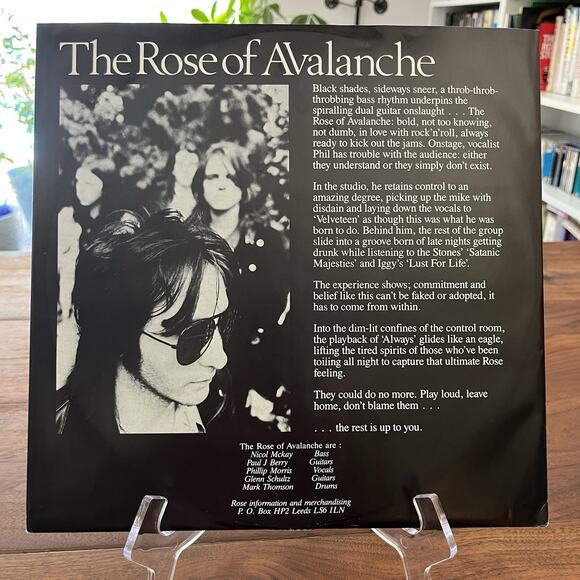 The Rose of Avalanche
Black shades, sideways sneer, a throb-throb-
throbbing bass rhythm underpins the
spiralling dual guitar onslaught . . . The
Rose of Avalanche: bold, not too knowing,
not dumb, in love with rock'n'roll, always
ready to kick out the jams. Onstage, vocalist
Phil has trouble with the audience: either
they understand or they simply don't exist.
In the studio, he retains control to an
amazing degree, picking up the mike with
disdain and laying down the vocals to
'Velveteen' as though this was what he was
born to do. Behind him, the rest of the group
slide into a groove born of late nights getting
drunk while listening to the Stones' 'Satanic
Majesties' and Iggy's 'Lust For Life'.
The experience shows; commitment and
belief like this can't be faked or adopted, it
has to come from within.
Into the dim-lit confines of the control room,
the playback of 'Always' glides like an eagle,
lifting the tired spirits of those who've been
toiling all night to capture that ultimate Rose
feeling.
They could do no more. Play loud, leave
home, don't blame them . . .
. . . the rest is up to you.
The Rose of Avalanche are :
Nicol Mckay Bass
Paul J Berry Guitars
Phillip Morris Vocals
Glenn Schultz Guitars
Mark Thomson Drums
Rose information and merchandising
P. O. Box HP2 Leeds LS6 1LN